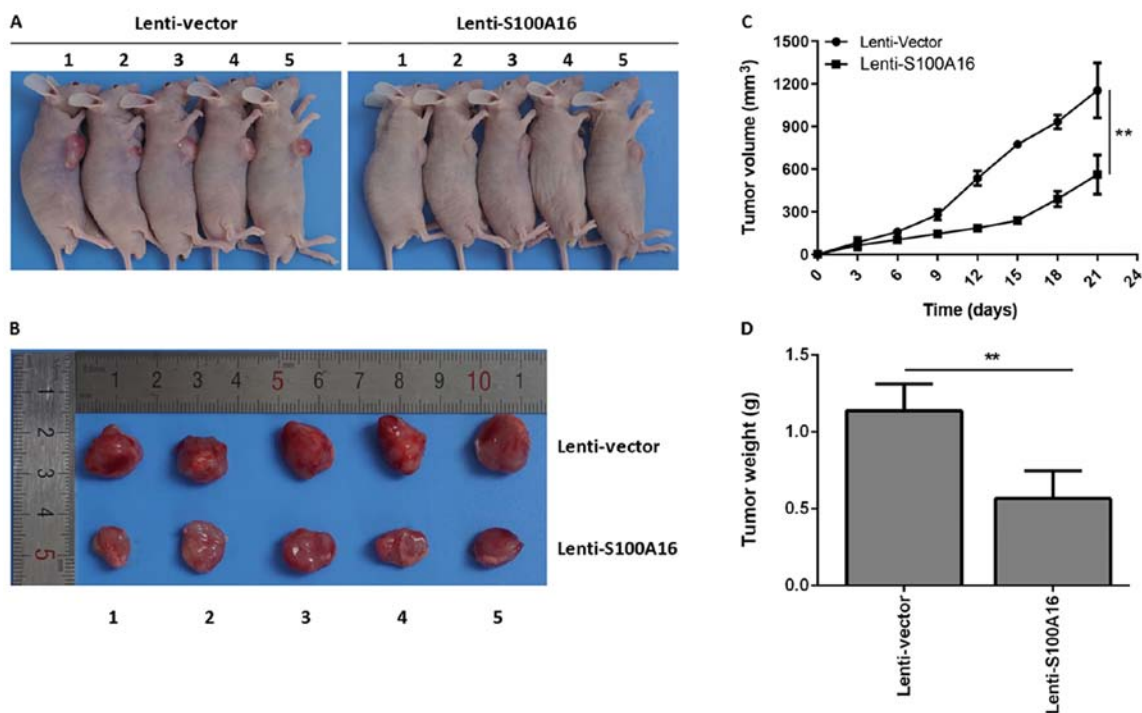 A
Lenti-vector
Lenti-S100A16
1 2 3 4 5
1 2 3 4 5
B
1 2 3 4 5 6 7 8 9 10 1
1
2
3
4
5
Lenti-vector
Lenti-S100A16
1 2 3 4 5
C
Lenti-Vector
Lenti-S100A16
Tumor volume (mm³)
1500
1200
900
600
300
0
**
0 3 6 9 12 15 18 21 24
Time (days)
D
Tumor weight (g)
1.5
1.0
0.5
0.0
**
Lenti-vector
Lenti-S100A16